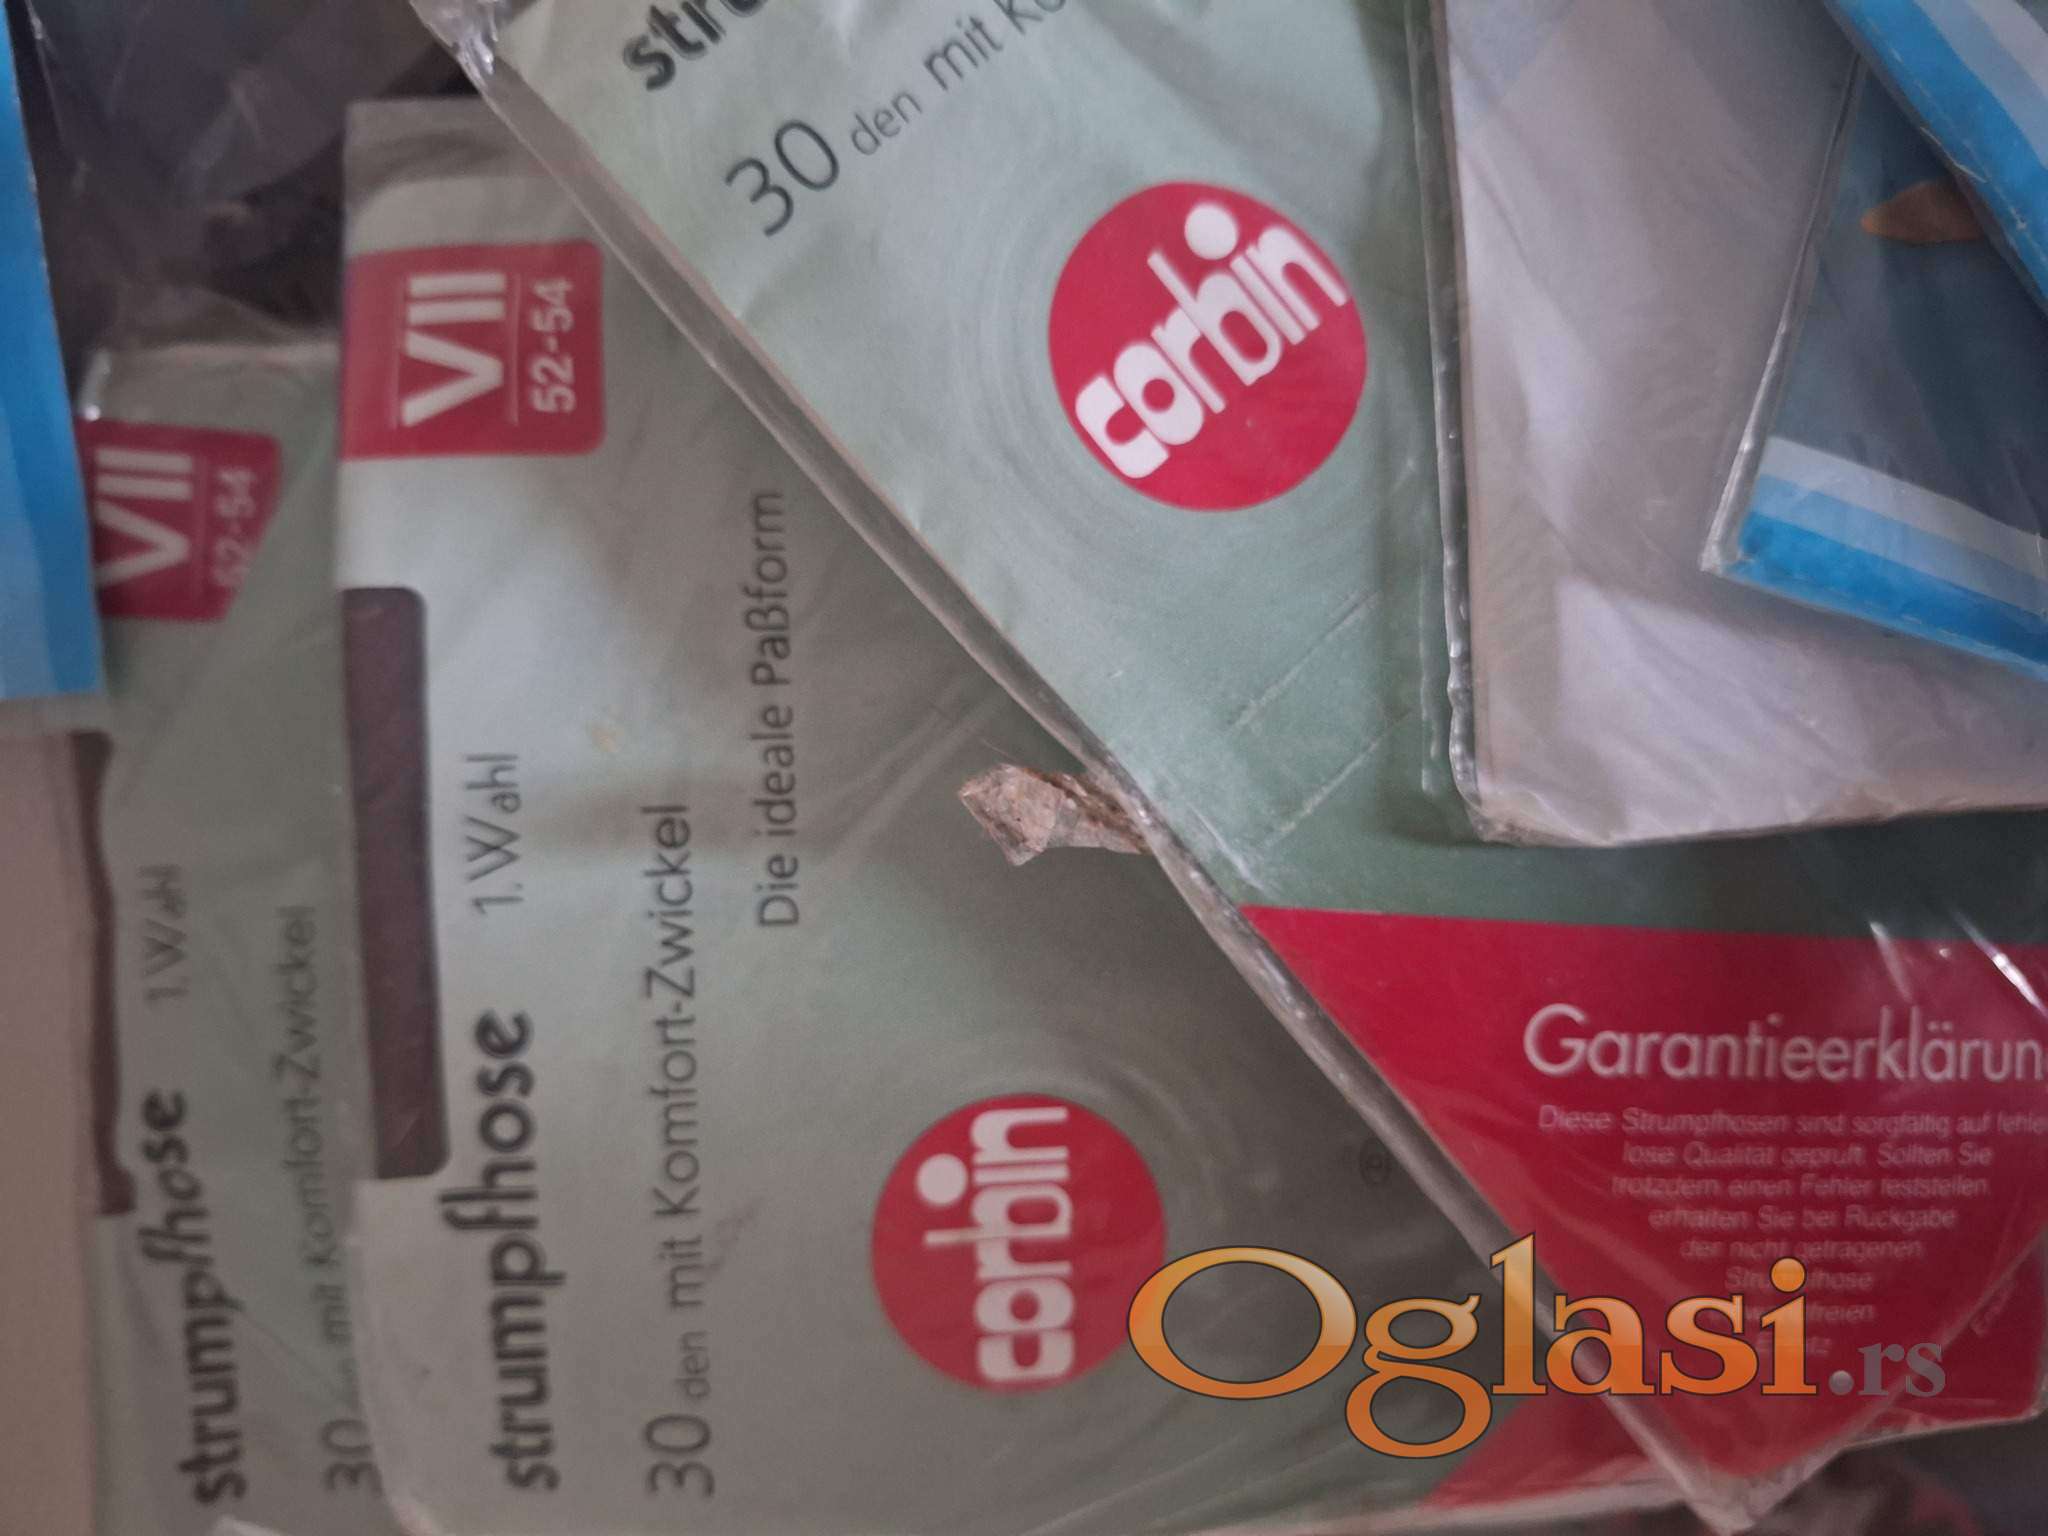 VII
52-54
1.Wahl
strumpfhose
mit Komfort-Zwickel
30
VII
52-54
strumpfhose 1.Wahl
30 den mit Komfort-Zwickel
Die ideale Paßform
corbin
30 den mit
corbin
Garantieerklärun
Diese Strumpfhosen sind sorgfältig auf fehle
lose Qualität geprüft. Sollten Sie
trotzdem einen Fehler feststellen
erhalten Sie bei Rückgabe
der nicht getragenen
Oglasi.rs